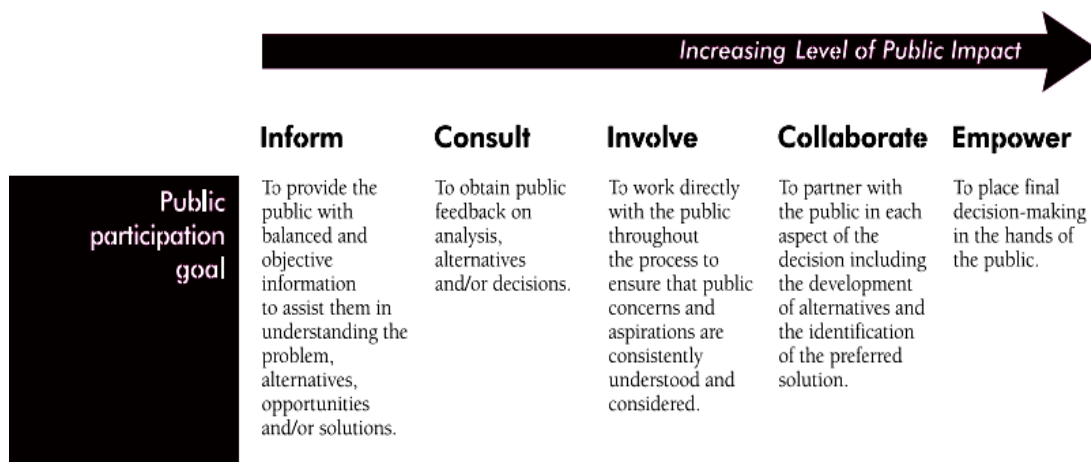 Increasing Level of Public Impact
Inform
Consult
Involve
Collaborate
Empower
Public
participation
goal
To provide the
public with
balanced and
objective
information
to assist them in
understanding the
problem,
alternatives,
opportunities
and/or solutions.
To obtain public
feedback on
analysis,
alternatives
and/or decisions.
To work directly
with the public
throughout
the process to
ensure that public
concerns and
aspirations are
consistently
understood and
considered.
To partner with
the public in each
aspect of the
decision including
the development
of alternatives and
the identification
of the preferred
solution.
To place final
decision-making
in the hands of
the public.